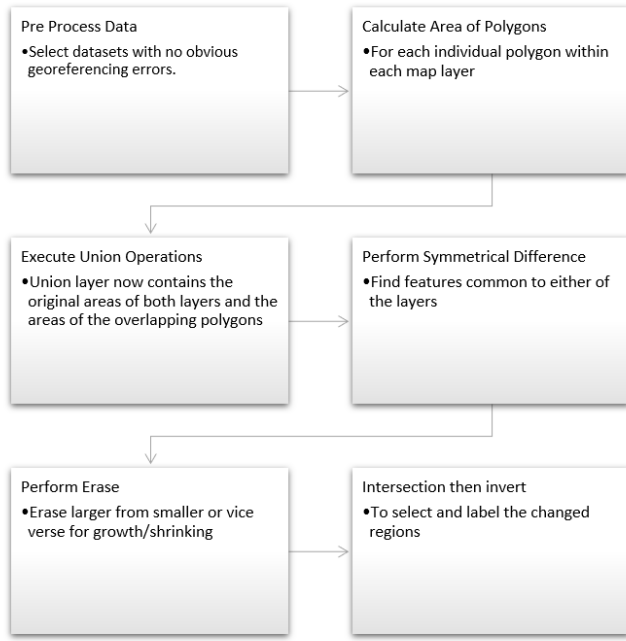 Pre Process Data
•Select datasets with no obvious
georeferencing errors.
Calculate Area of Polygons
•For each individual polygon within
each map layer
Execute Union Operations
•Union layer now contains the
original areas of both layers and the
areas of the overlapping polygons
Perform Symmetrical Difference
•Find features common to either of
the layers
Perform Erase
•Erase larger from smaller or vice
verse for growth/shrinking
Intersection then invert
•To select and label the changed
regions